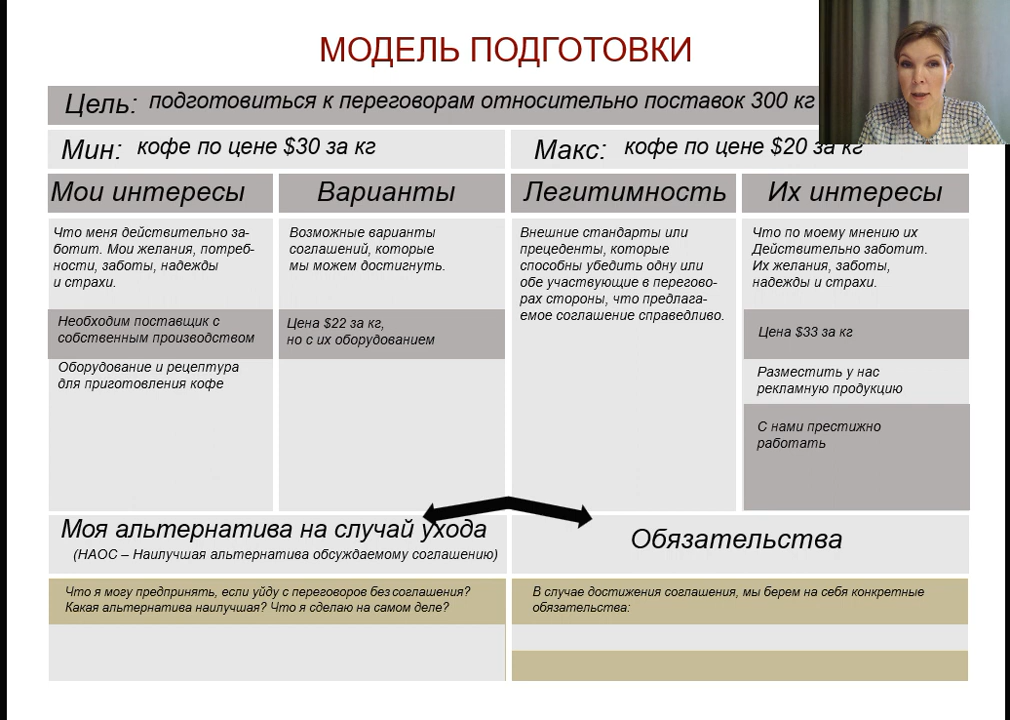 МОДЕЛЬ ПОДГОТОВКИ
Цель: подготовиться к переговорам относительно поставок 300 кг
Мин: кофе по цене $30 за кг
Макс: кофе по цене $20 за кг
Мои интересы
Варианты
Легитимность
Их интересы
Что меня действительно за-
ботит. Мои желания, потреб-
ности, заботы, надежды
и страхи.
Возможные варианты
соглашений, которые
мы можем достигнуть.
Внешние стандарты или
прецеденты, которые
способны убедить одну или
обе участвующие в перегово-
рах стороны, что предлага-
емое соглашение справедливо.
Что по моему мнению их
Действительно заботит.
Их желания, заботы,
надежды и страхи.
Необходим поставщик с
собственным производством
Цена $22 за кг,
но с их оборудованием
Цена $33 за кг
Оборудование и рецептура
для приготовления кофе
Разместить у нас
рекламную продукцию
С нами престижно
работать
Моя альтернатива на случай ухода
(НАОС – Наилучшая альтернатива обсуждаемому соглашению)
Обязательства
Что я могу предпринять, если уйду с переговоров без соглашения?
Какая альтернатива наилучшая? Что я сделаю на самом деле?
В случае достижения соглашения, мы берем на себя конкретные
обязательства: